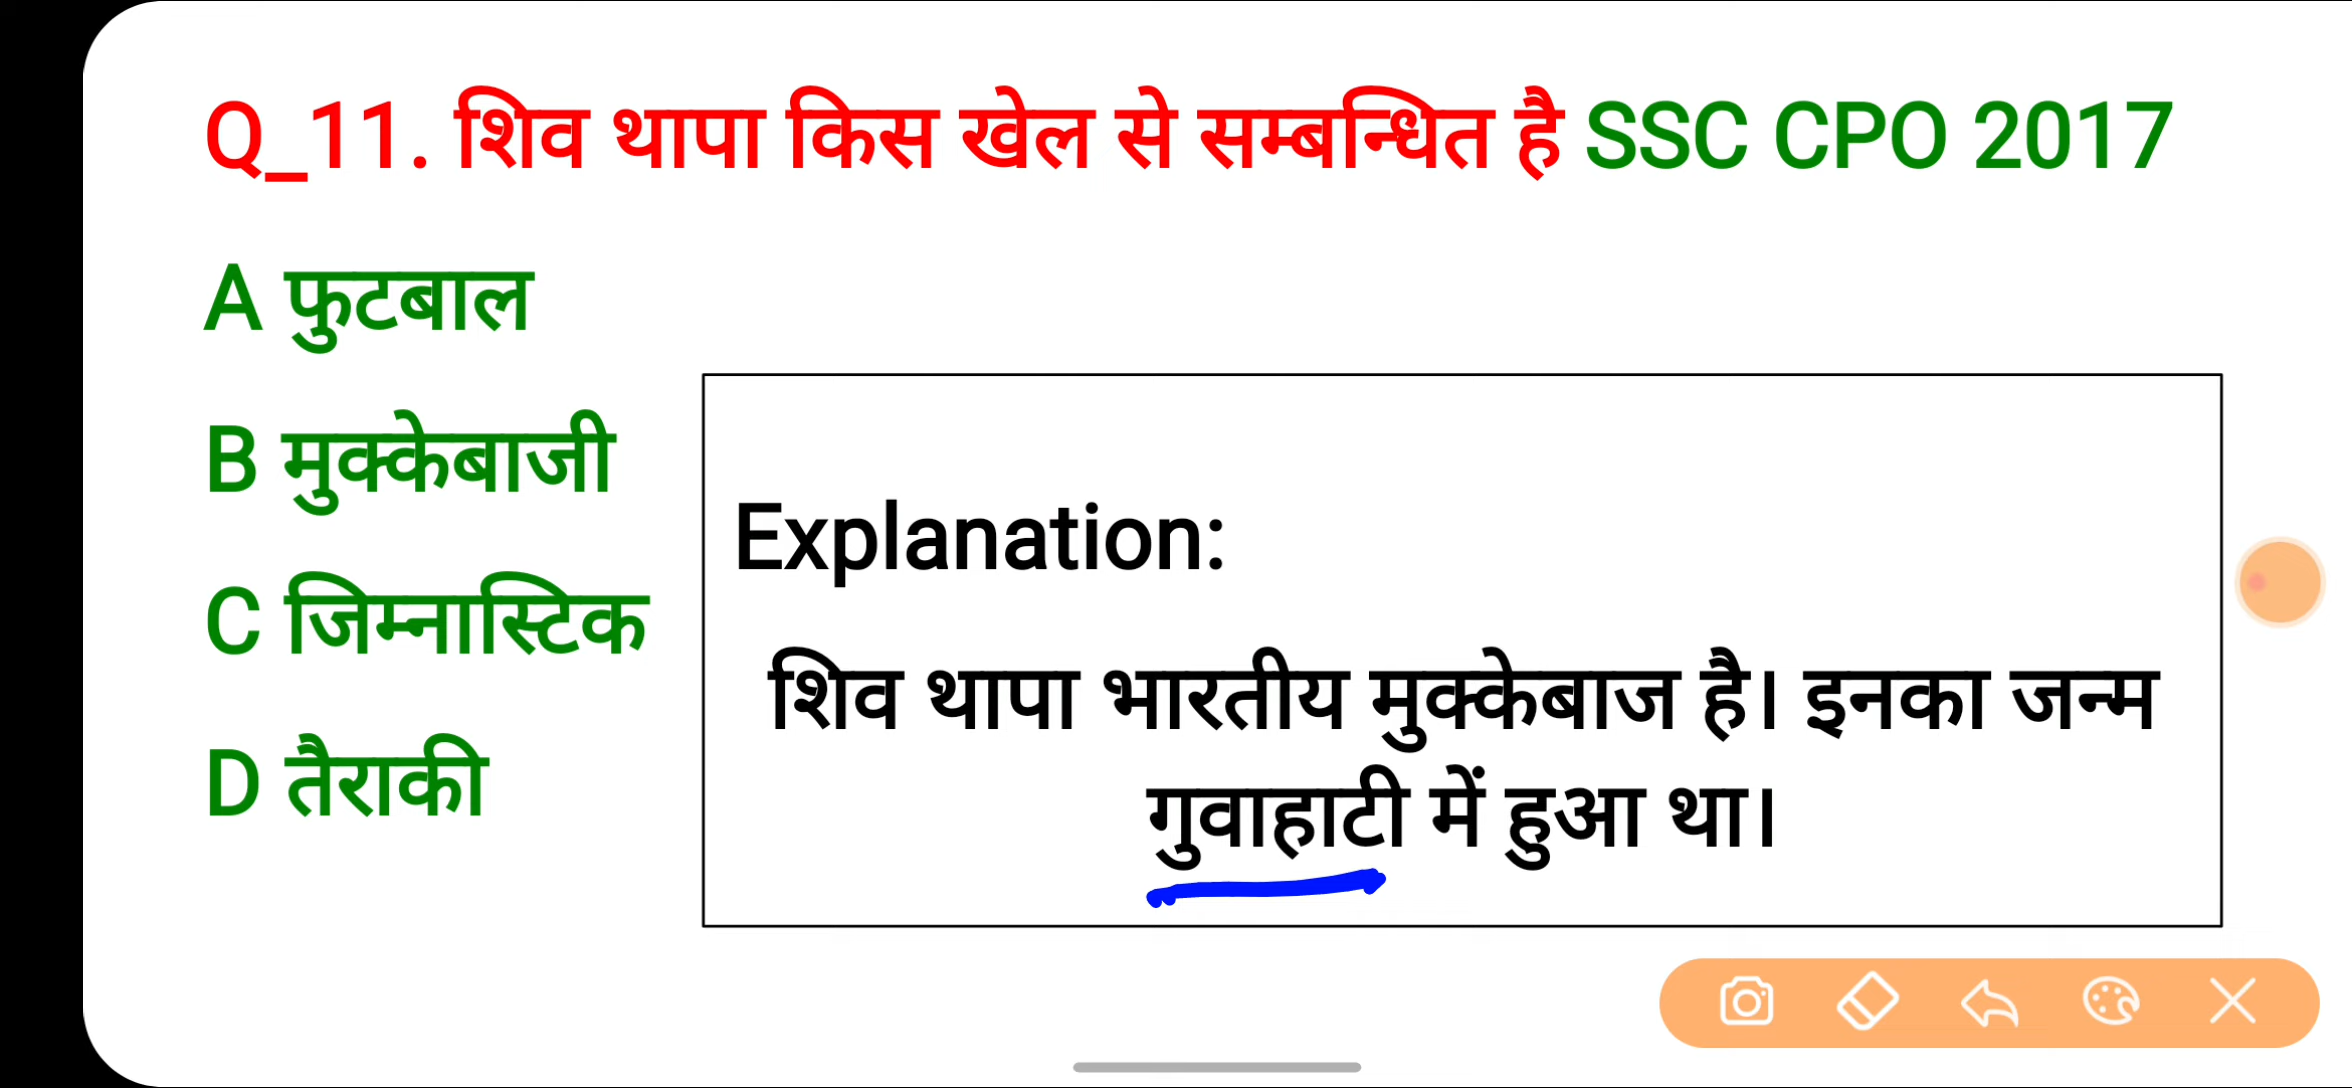 Q_11. शिव थापा किस खेल से सम्बन्धित है SSC CPO 2017
A फुटबाल
B मुक्केबाजी
C जिम्नास्टिक
D तैराकी
Explanation:
शिव थापा भारतीय मुक्केबाज है। इनका जन्म
गुवाहाटी में हुआ था।